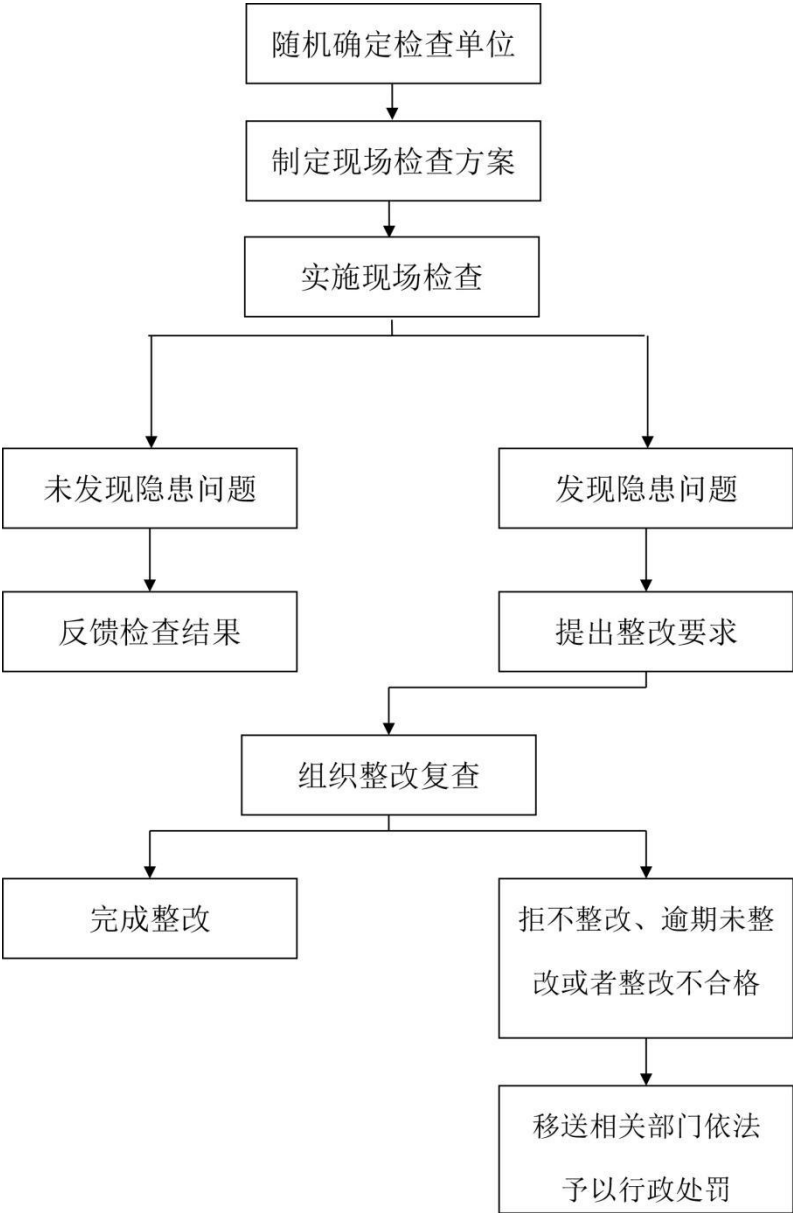 随机确定检查单位
制定现场检查方案
实施现场检查
未发现隐患问题
发现隐患问题
反馈检查结果
提出整改要求
组织整改复查
完成整改
拒不整改、逾期未整
改或者整改不合格
移送相关部门依法
予以行政处罚